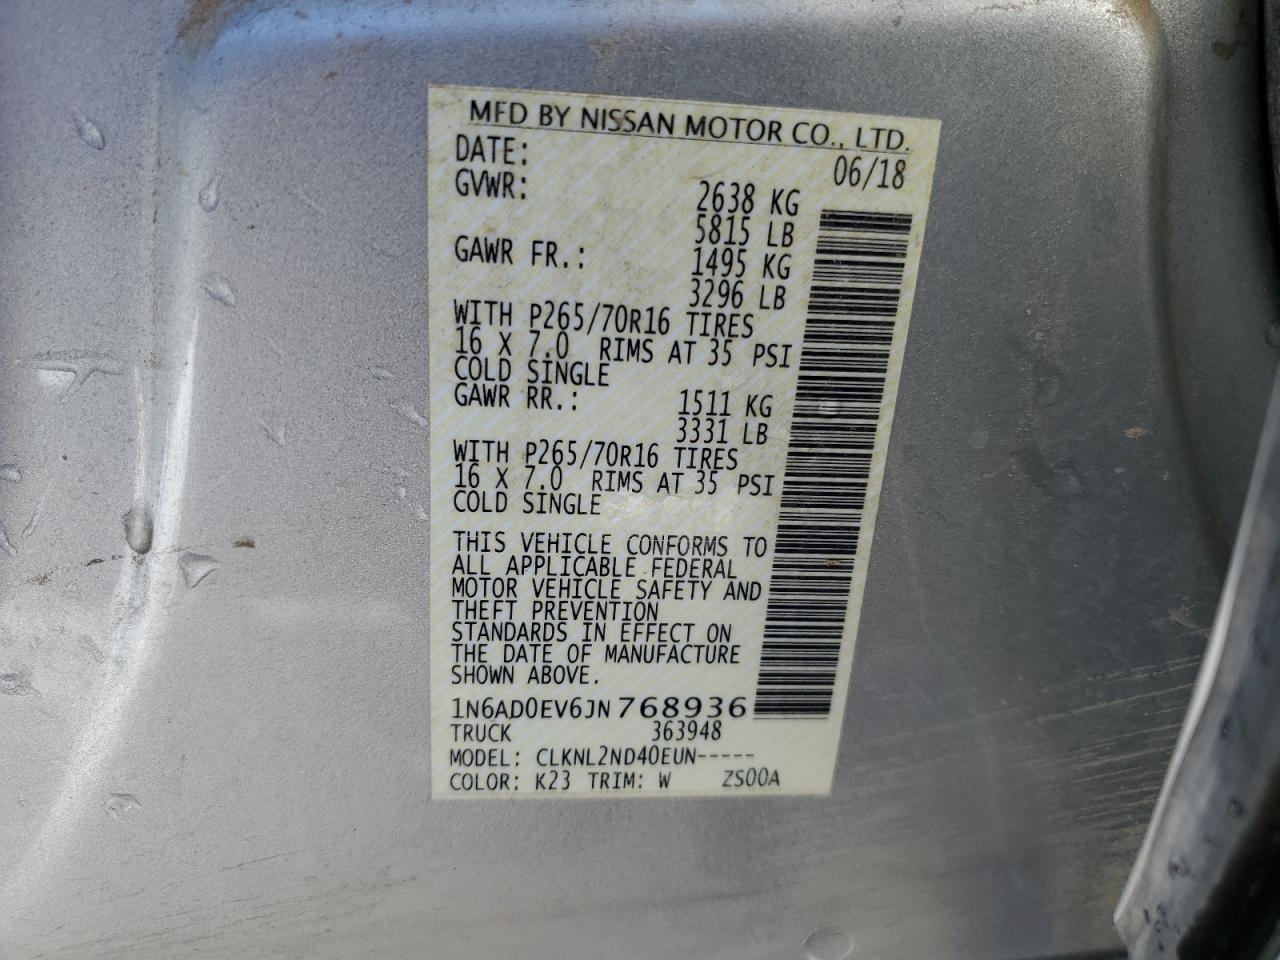 MFD BY NISSAN MOTOR CO., LTD.
DATE: 06/18
GVWR: 2638 KG
5815 LB
GAWR FR.: 1495 KG
3296 LB
WITH P265/70R16 TIRES
16 X 7.0 RIMS AT 35 PSI
COLD SINGLE
GAWR RR.: 1511 KG
3331 LB
WITH P265/70R16 TIRES
16 X 7.0 RIMS AT 35 PSI
COLD SINGLE
THIS VEHICLE CONFORMS TO
ALL APPLICABLE FEDERAL
MOTOR VEHICLE SAFETY AND
THEFT PREVENTION
STANDARDS IN EFFECT ON
THE DATE OF MANUFACTURE
SHOWN ABOVE.
1N6AD0EV6JN768936
TRUCK 363948
MODEL: CLKNL2ND40EUN-----
COLOR: K23 TRIM: W ZS00A